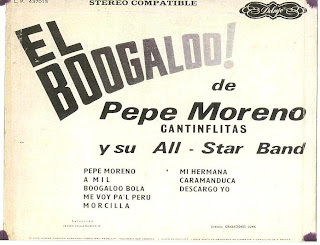 STEREO COMPATIBLE
EL
BOOGALOO!
de
Pepe Moreno
CANTINFLITAS
y su All - Star Band
PEPE MORENO
A MIL
BOOGALOO BOLA
ME VOY PA'L PERU
MORCILLA
MI HERMANA
CARAMANDUCA
DESCARGO YO